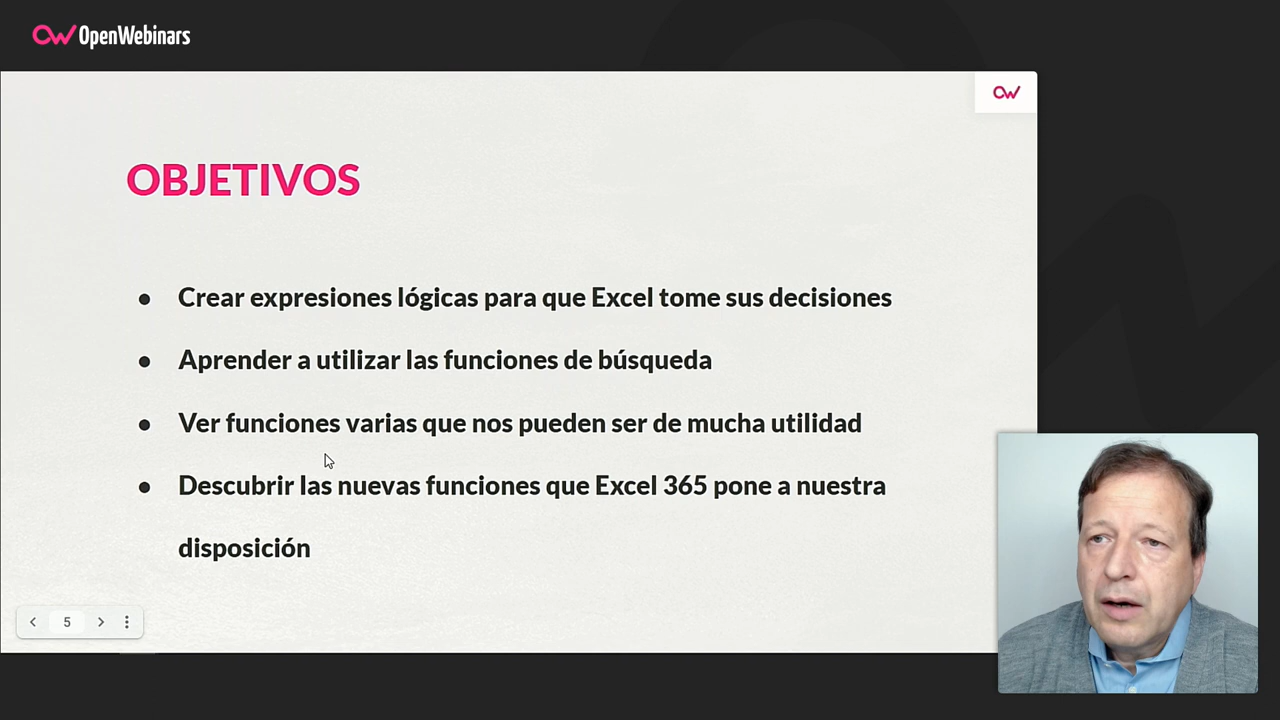 OpenWebinars
OBJETIVOS
● Crear expresiones lógicas para que Excel tome sus decisiones
● Aprender a utilizar las funciones de búsqueda
● Ver funciones varias que nos pueden ser de mucha utilidad
● Descubrir las nuevas funciones que Excel 365 pone a nuestra
disposición
5